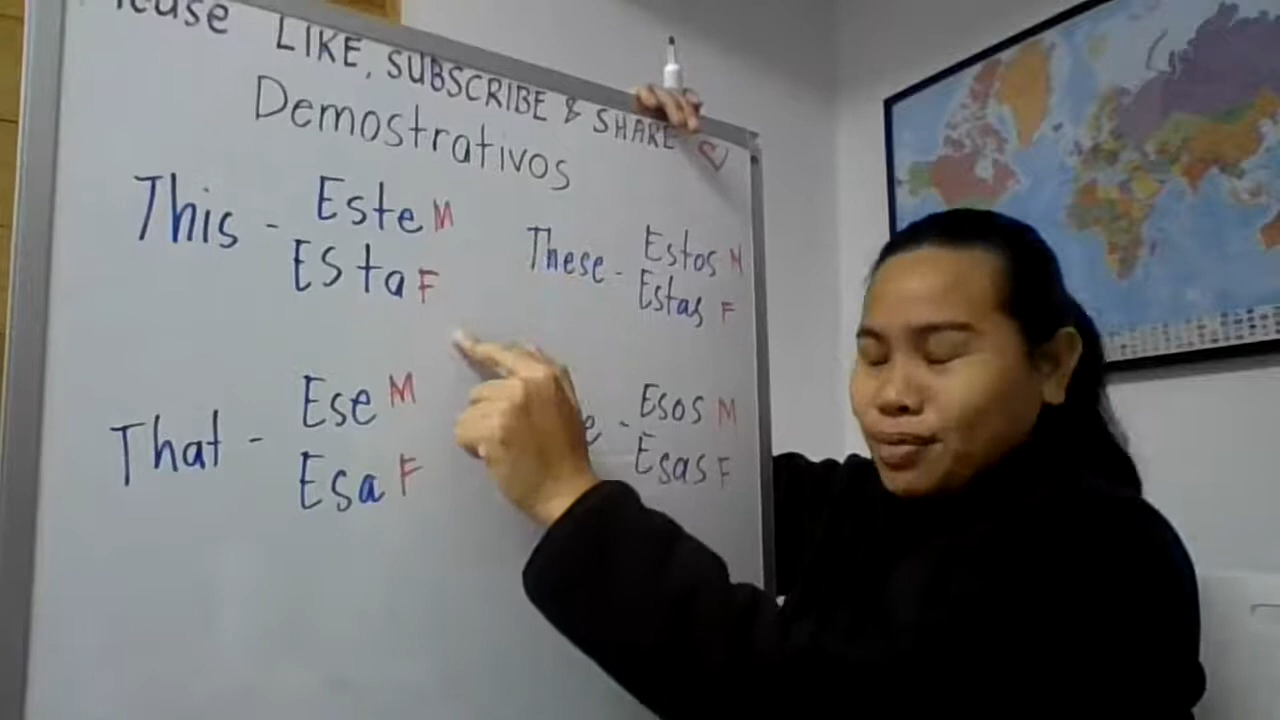 LIKE, SUBSCRIBE & SHARE
Demostrativos
This - Este M
Esta F
These - Estos M
Estas F
That - Ese M
Esa F
- Esos M
Esas F